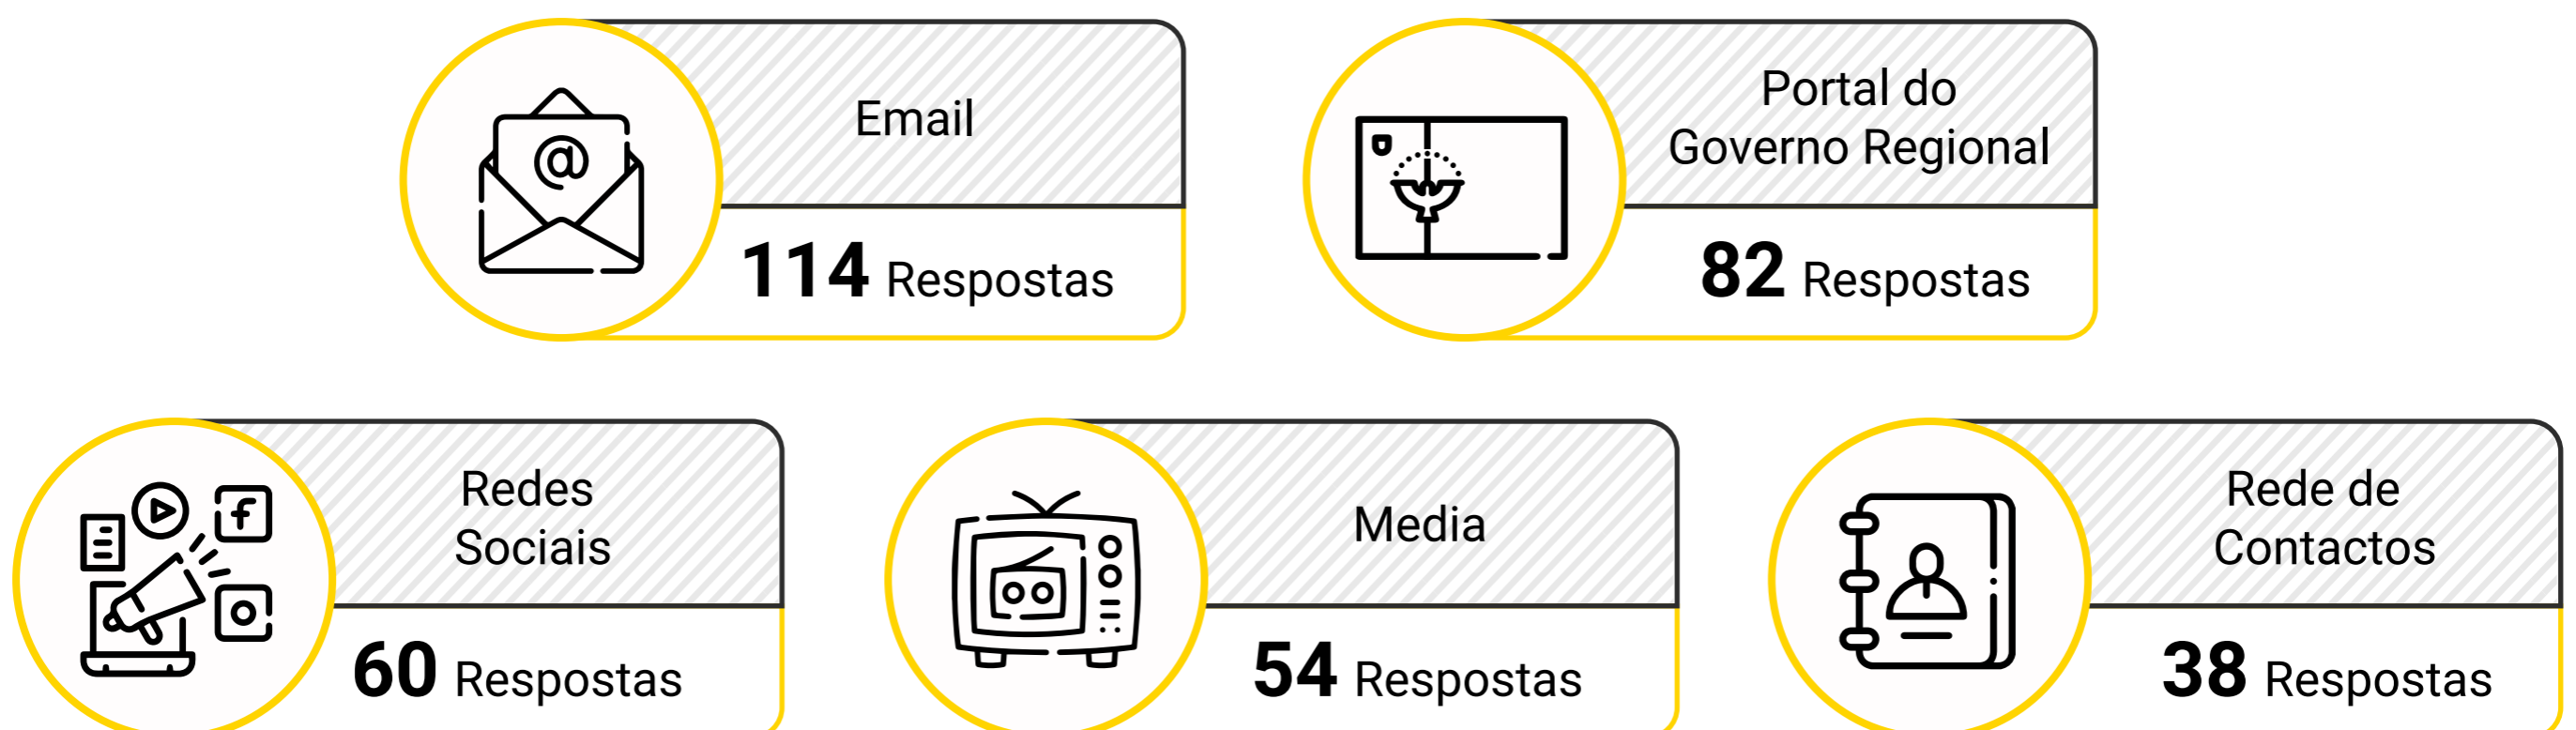 Email
114 Respostas
Portal do
Governo Regional
82 Respostas
Redes
Sociais
60 Respostas
Media
54 Respostas
Rede de
Contactos
38 Respostas